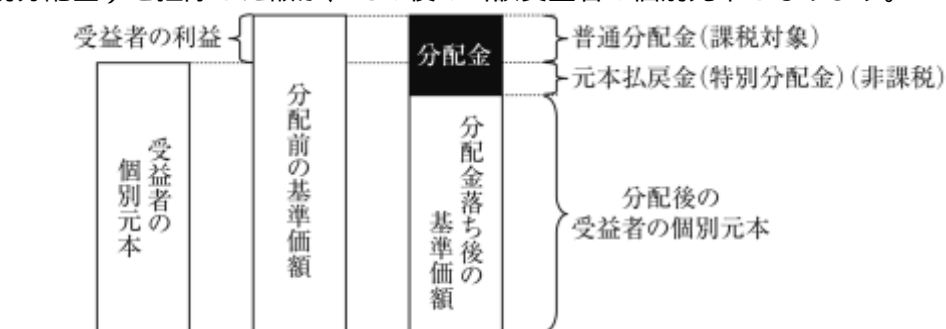 受益者の利益
分配金
普通分配金(課税対象)
元本払戻金(特別分配金)(非課税)
受益者の
個別元本
分配前の基準価額
分配金落ち後の
基準価額
分配後の
受益者の個別元本